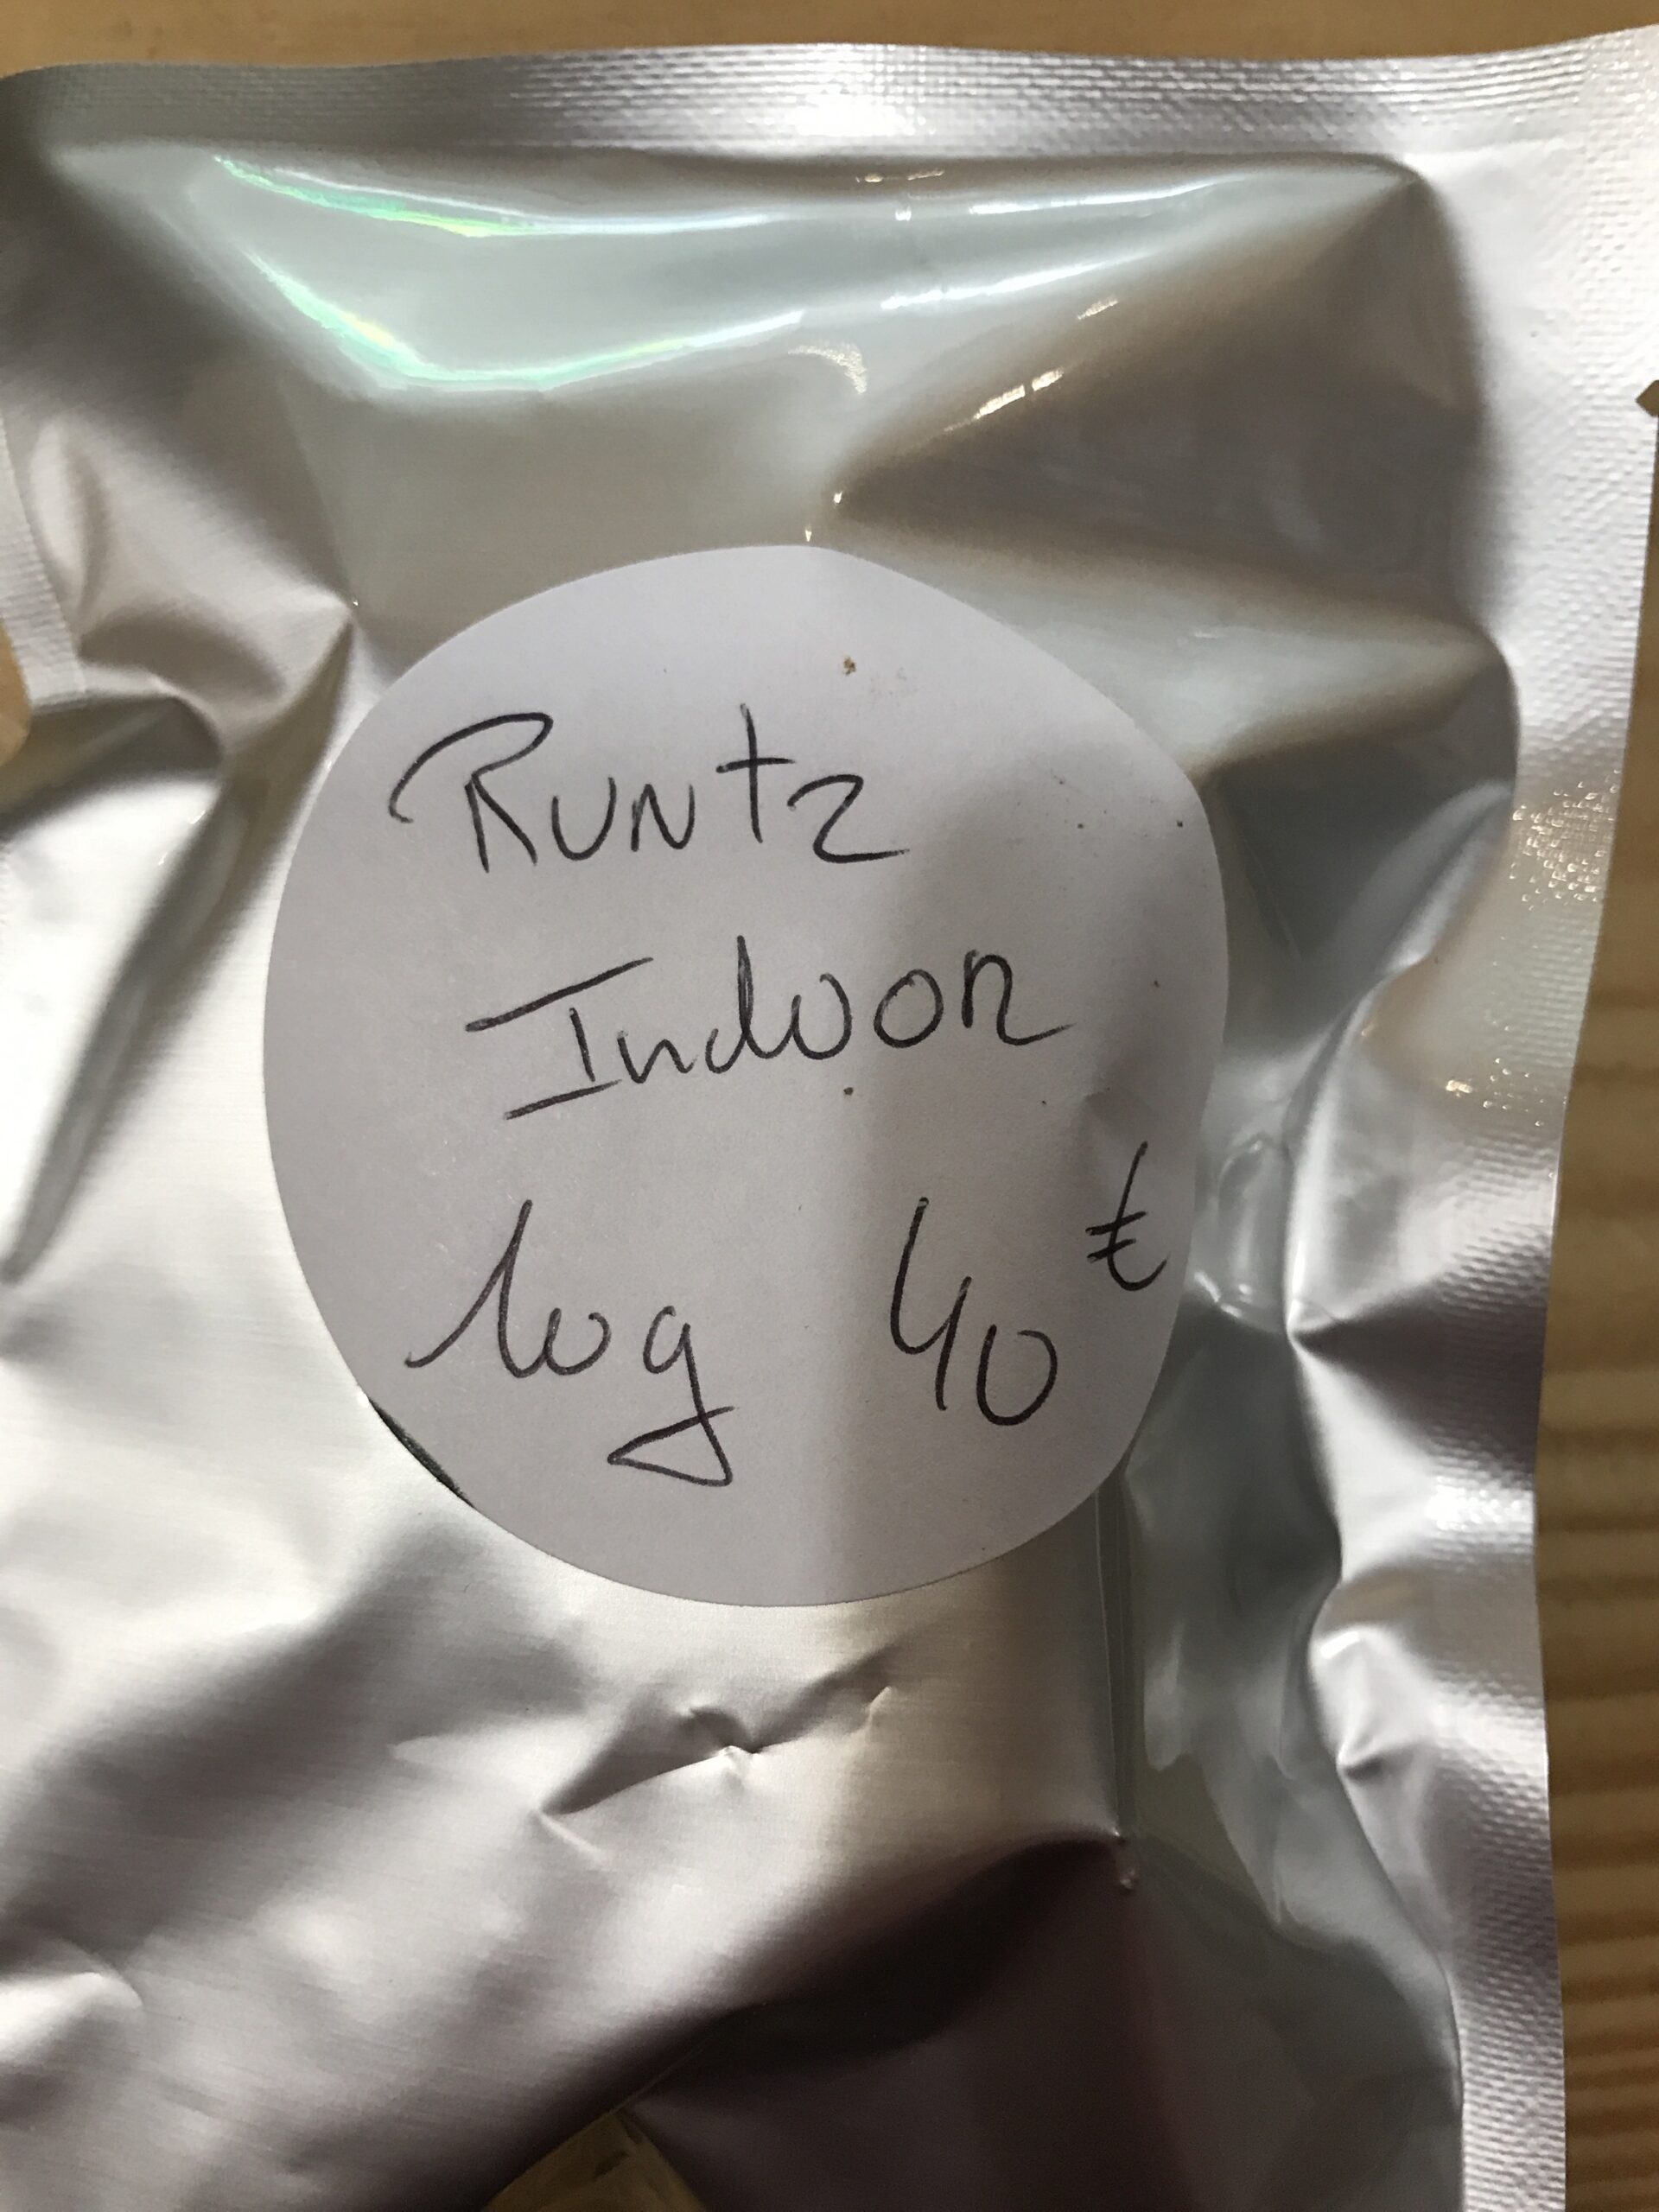 Runtz
Indoor
10g 40€